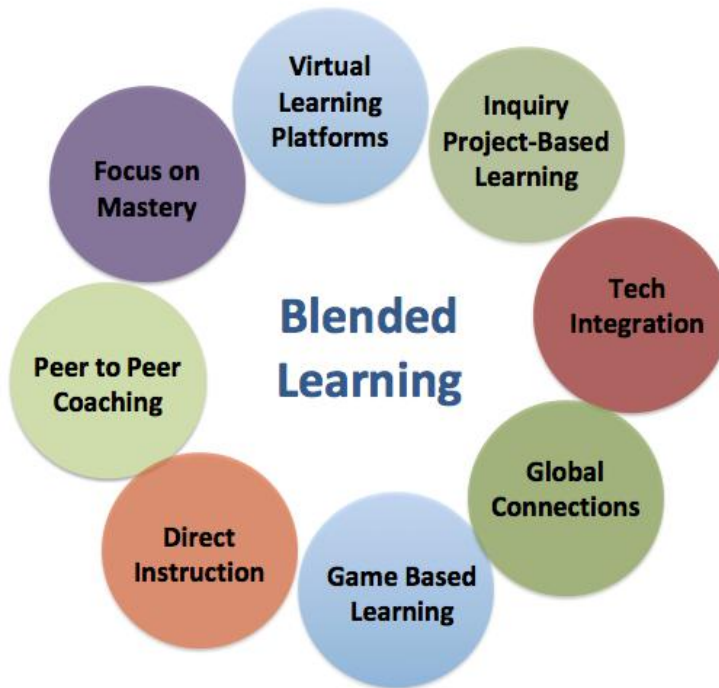 Virtual
Learning
Platforms
Inquiry
Project-Based
Learning
Focus on
Mastery
Tech
Integration
Blended
Learning
Peer to Peer
Coaching
Global
Connections
Direct
Instruction
Game Based
Learning